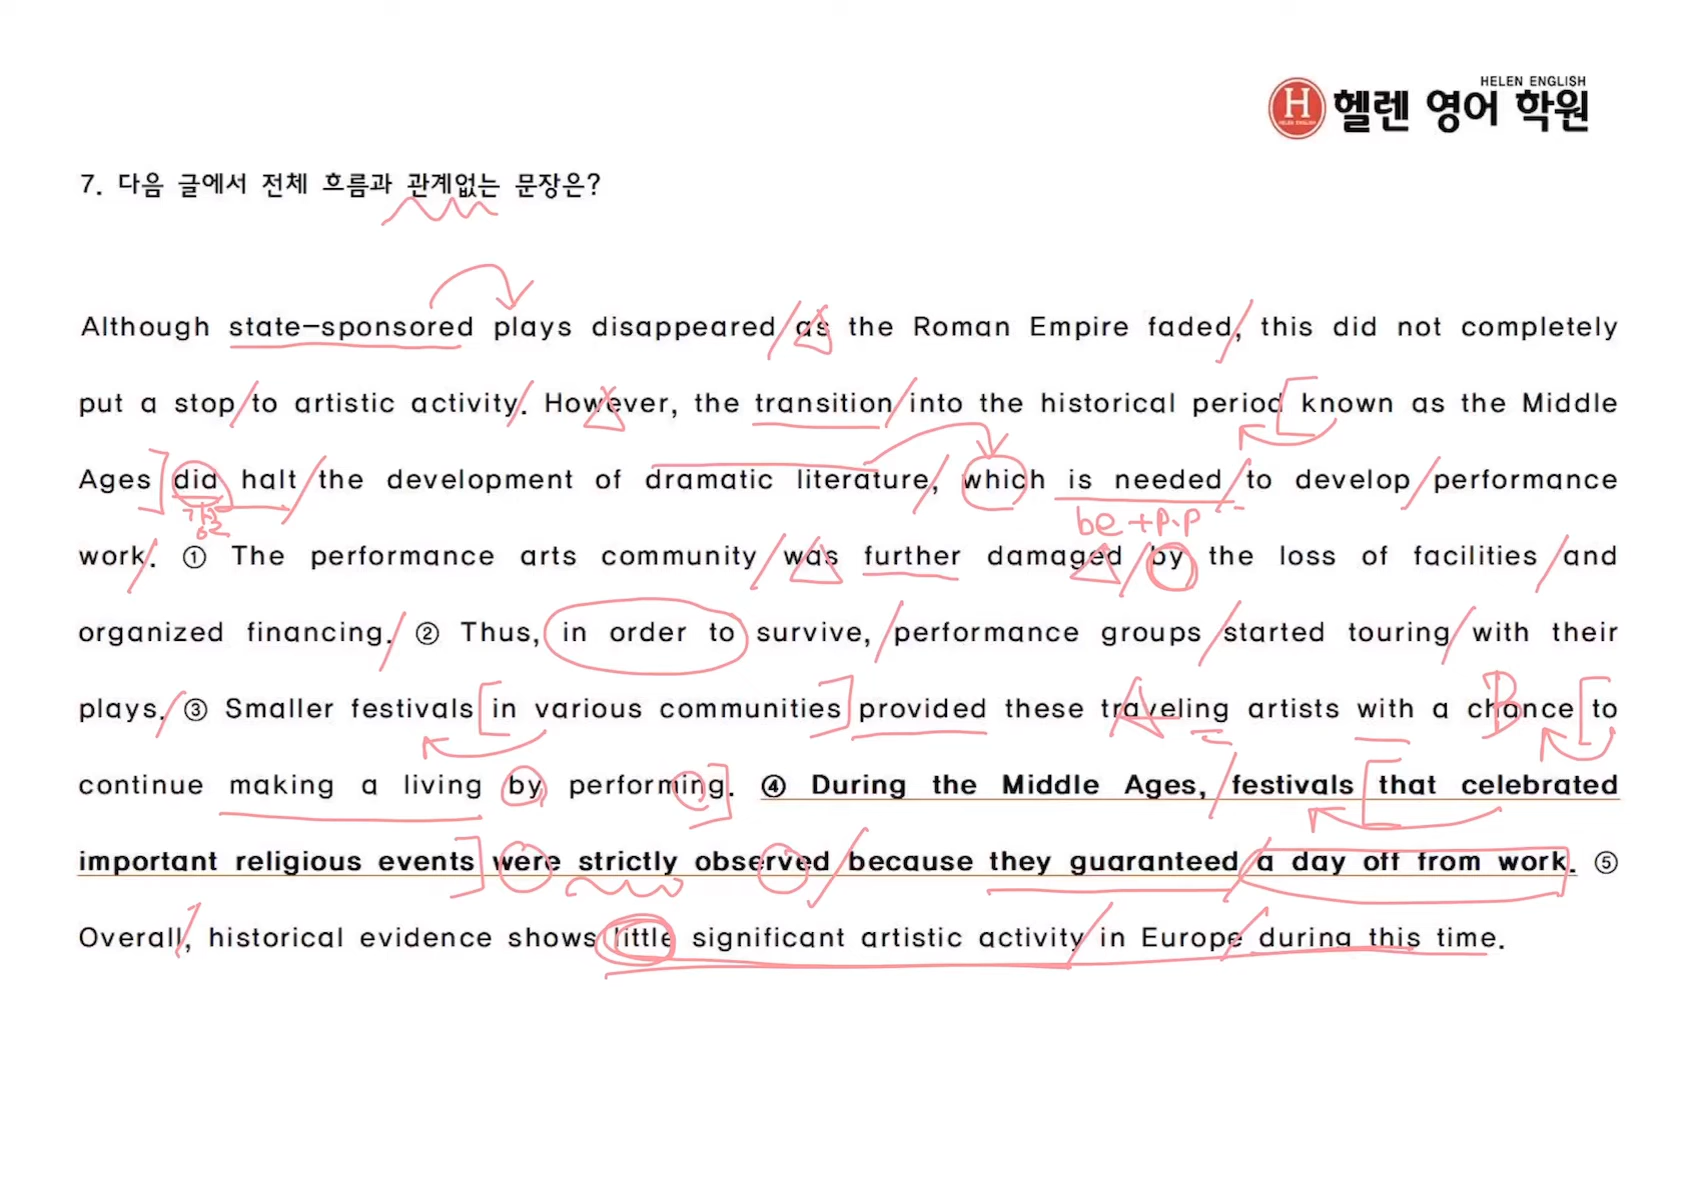 HELEN ENGLISH
H 헬렌 영어 학원
HELEN ENGLISH
7. 다음 글에서 전체 흐름과 관계없는 문장은?
Although state-sponsored plays disappeared as the Roman Empire faded, this did not completely
put a stop to artistic activity. However, the transition into the historical period known as the Middle
Ages did halt the development of dramatic literature, which is needed to develop performance
be+p.p
work. ① The performance arts community was further damaged by the loss of facilities and
organized financing. ② Thus, in order to survive, performance groups started touring with their
A B
plays. ③ Smaller festivals in various communities provided these traveling artists with a chance to
continue making a living by performing. ④ During the Middle Ages, festivals that celebrated
important religious events were strictly observed because they guaranteed a day off from work. ⑤
Overall, historical evidence shows little significant artistic activity in Europe during this time.